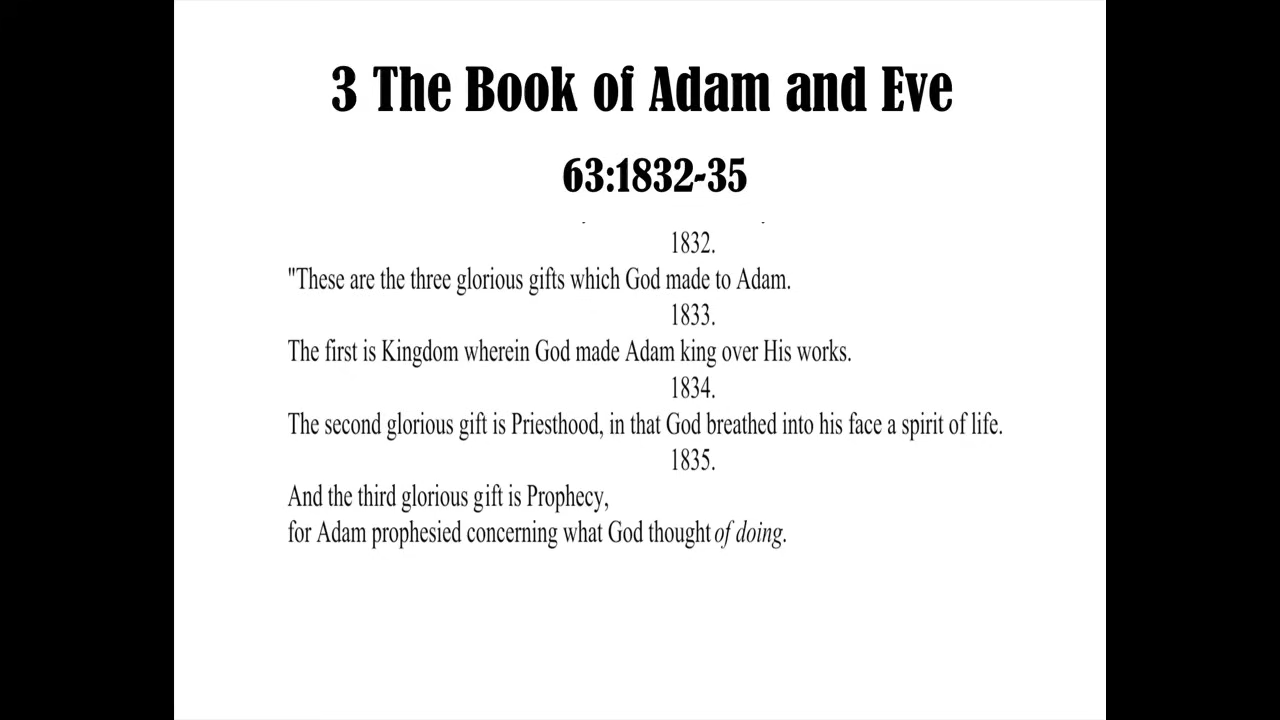 3 The Book of Adam and Eve
63:1832-35
1832.
"These are the three glorious gifts which God made to Adam.
1833.
The first is Kingdom wherein God made Adam king over His works.
1834.
The second glorious gift is Priesthood, in that God breathed into his face a spirit of life.
1835.
And the third glorious gift is Prophecy,
for Adam prophesied concerning what God thought of doing.